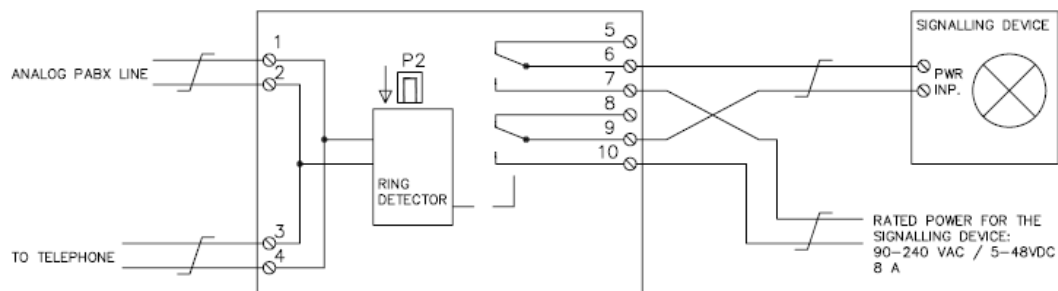 SIGNALLING DEVICE
1
5
P2
6
ANALOG PABX LINE
2
7
PWR
INP.
8
9
10
RING
DETECTOR
3
RATED POWER FOR THE
SIGNALLING DEVICE:
TO TELEPHONE
4
90-240 VAC / 5-48VDC
8 A